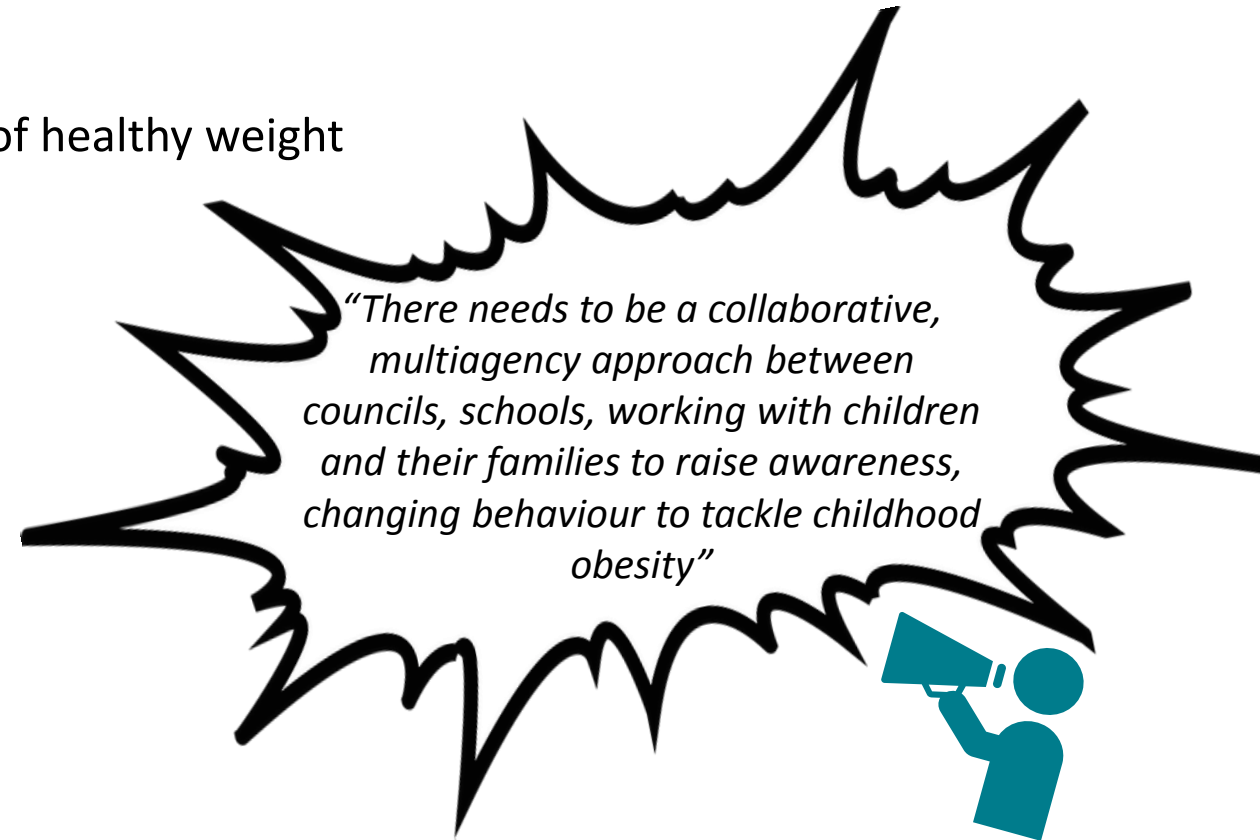 of healthy weight
“There needs to be a collaborative,
multiagency approach between
councils, schools, working with children
and their families to raise awareness,
changing behaviour to tackle childhood
obesity”